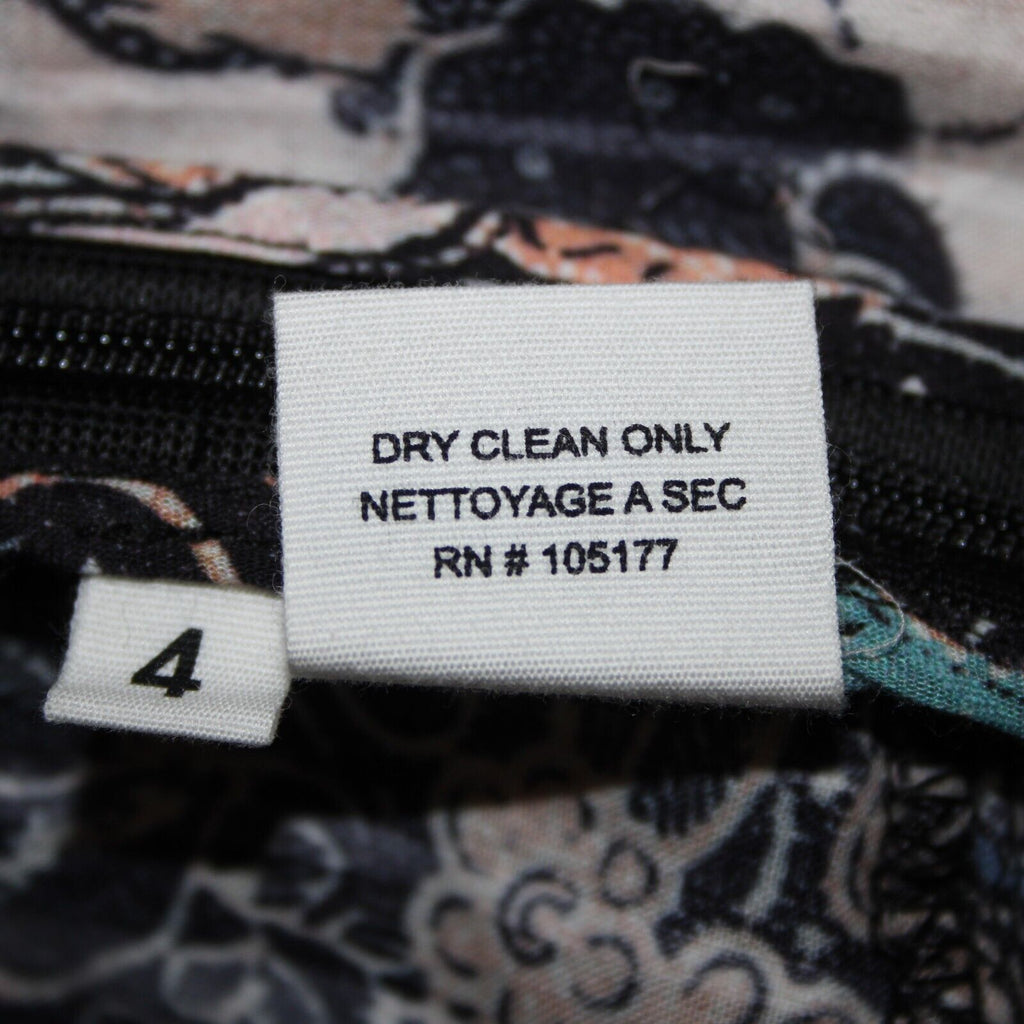 DRY CLEAN ONLY
NETTOYAGE A SEC
RN # 105177
4